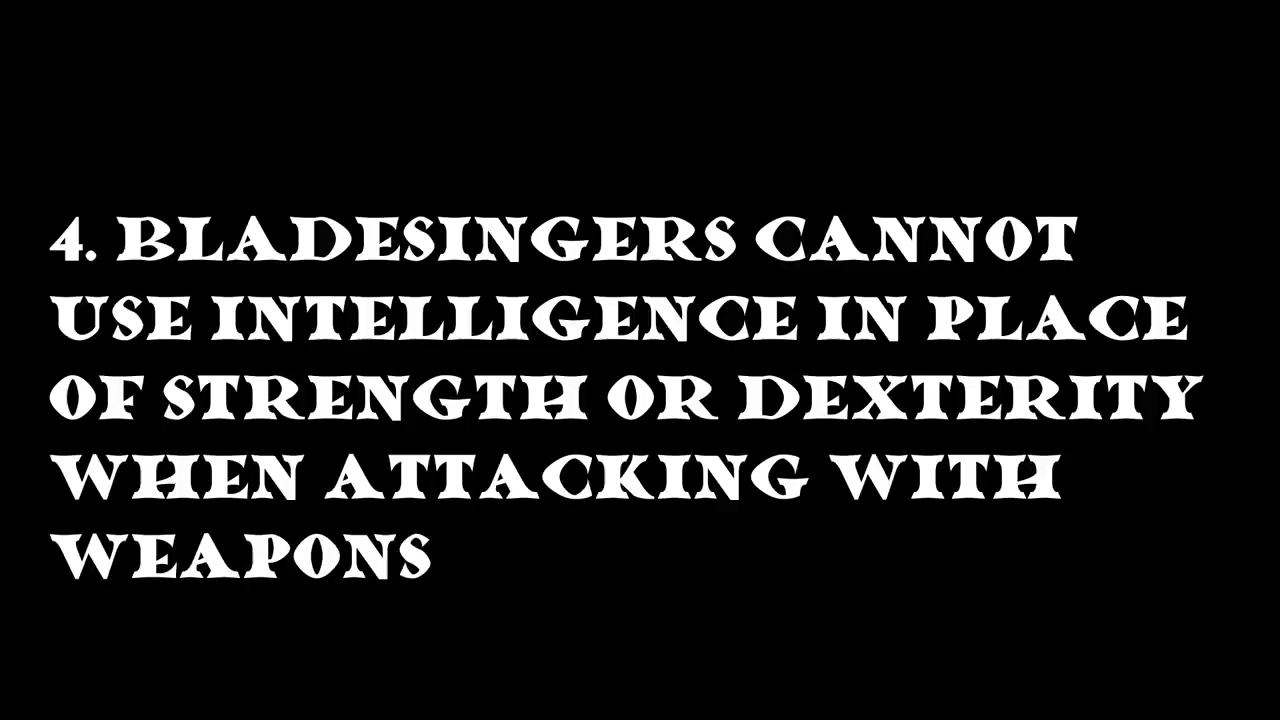 4. BLADESINGERS CANNOT
USE INTELLIGENCE IN PLACE
OF STRENGTH OR DEXTERITY
WHEN ATTACKING WITH
WEAPONS